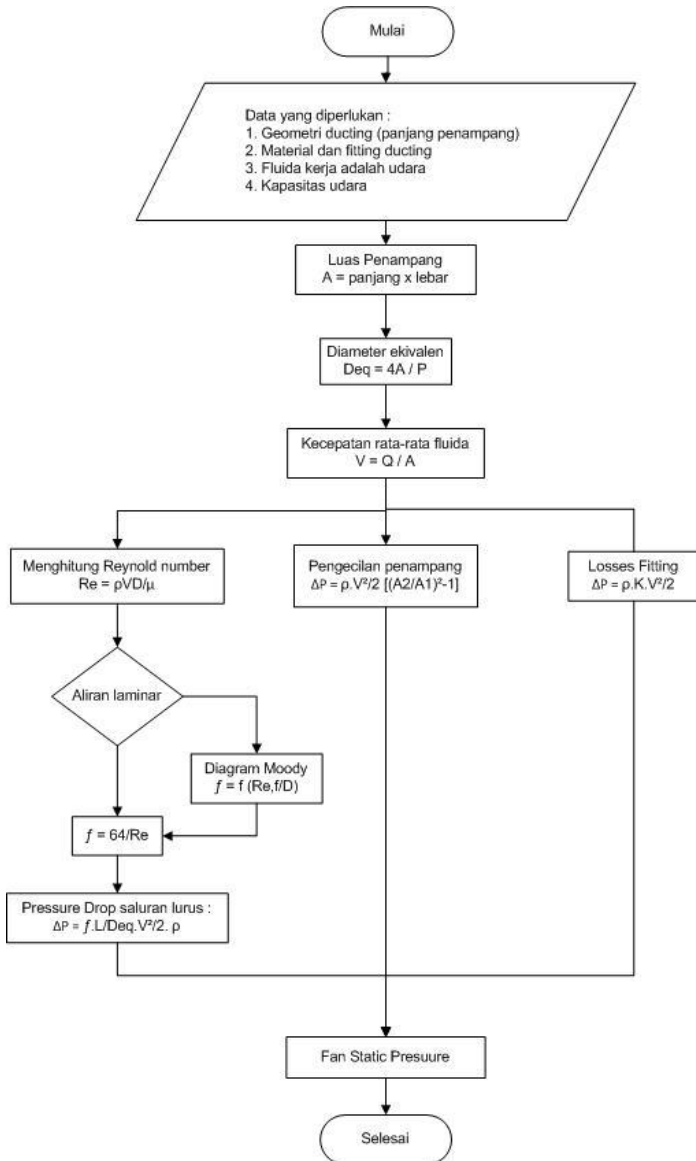 Mulai
Data yang diperlukan :
1. Geometri ducting (panjang penampang)
2. Material dan fitting ducting
3. Fluida kerja adalah udara
4. Kapasitas udara
Luas Penampang
A = panjang x lebar
Diameter ekivalen
Deq = 4A / P
Kecepatan rata-rata fluida
V = Q / A
Menghitung Reynold number
Re = ρVD/µ
Pengecilan penampang
ΔP = ρ.V²/2 [(A2/A1)²-1]
Losses Fitting
ΔP = ρ.K.V²/2
Aliran laminar
Diagram Moody
ƒ = f (Re,f/D)
ƒ = 64/Re
Pressure Drop saluran lurus :
ΔP = ƒ.L/Deq.V²/2. ρ
Fan Static Presuure
Selesai